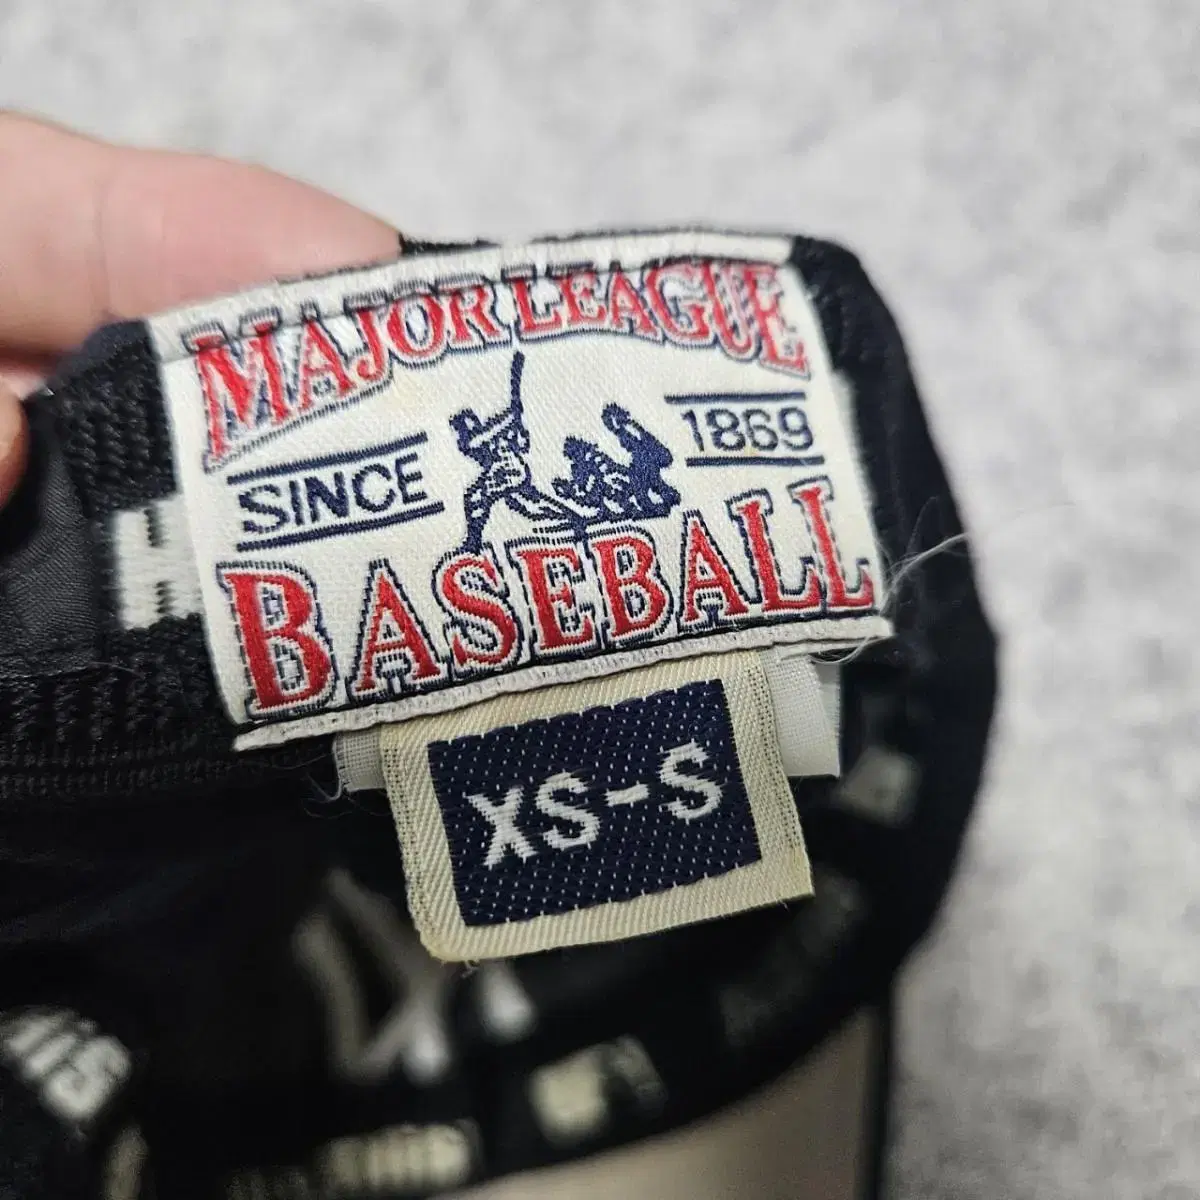 MAJOR LEAGUE
SINCE 1869
BASEBALL
XS-S